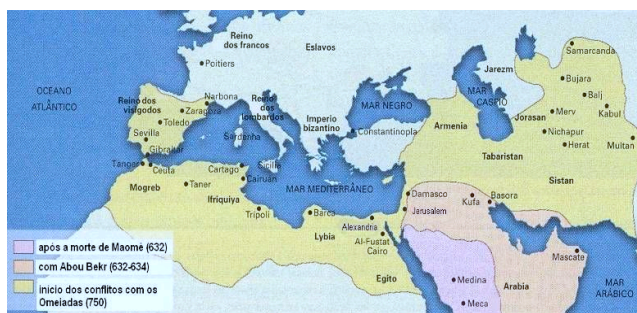 Reino
dos francos
Eslavos
Poitiers
OCEANO
ATLÂNTICO
Reino dos
visigodos
Narbona
Zaragoza
Toledo
Sevilla
Gibraltar
Tanger
Ceuta
Reino
dos
lombardos
Sardenha
Sicilie
Imperio
bizantino
Constantinopla
MAR NEGRO
MAR
CASPIO
Jarezm
Samarcanda
Bujara
Balj
Jorasan
Merv
Kabul
Nichapur
Herat
Multan
Armenia
Tabaristan
Sistan
Mogreb
Taner
Cartago
Cairuán
Ifriquiya
Tripoli
MAR MEDITERRÂNEO
Barca
Lybia
Alexandria
Al-Fustat
Cairo
Egito
Damasco
Jerusalem
Kufa
Basora
Mascate
Medina
Meca
Arabia
MAR
ARÁBICO
após a morte de Maomé (632)
com Abou Bekr (632-634)
início dos conflitos com os
Omeiadas (750)